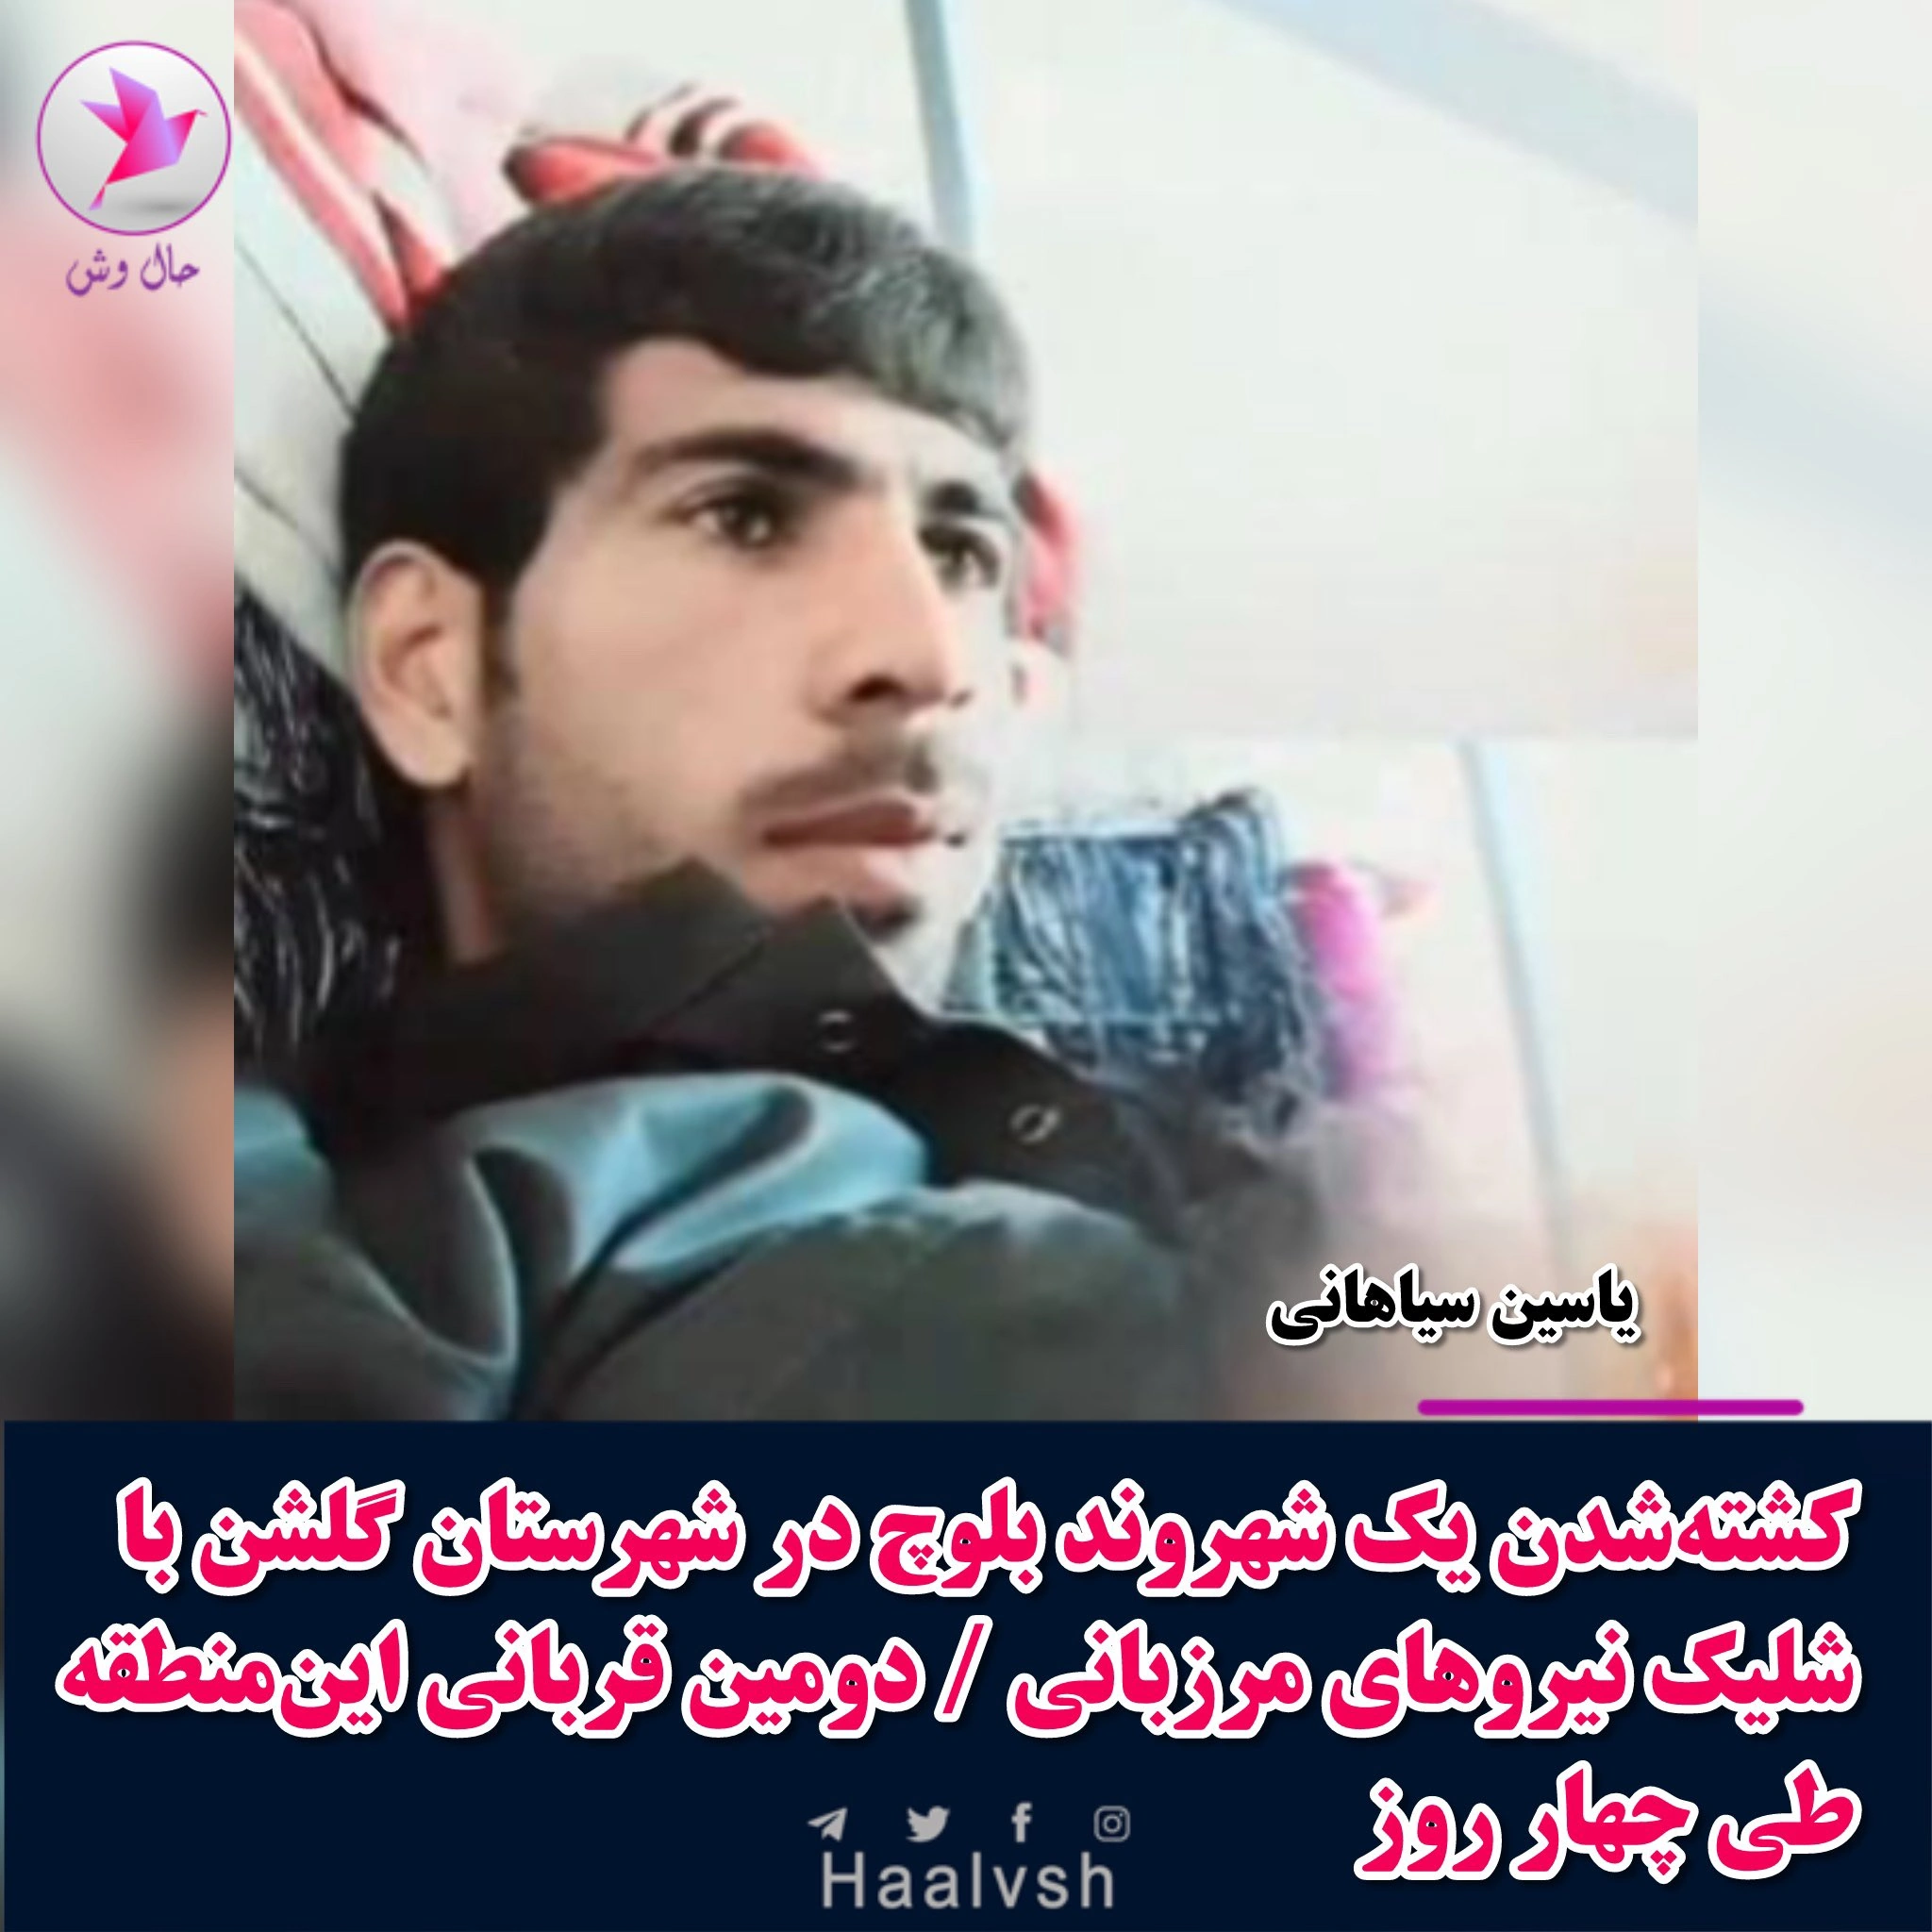 حال وش
یاسین سیاهانی
کشته‌شدن یک شهروند بلوچ در شهرستان گلشن با
شلیک نیروهای مرزبانی / دومین قربانی این‌منطقه
طی چهار روز
Haalvsh